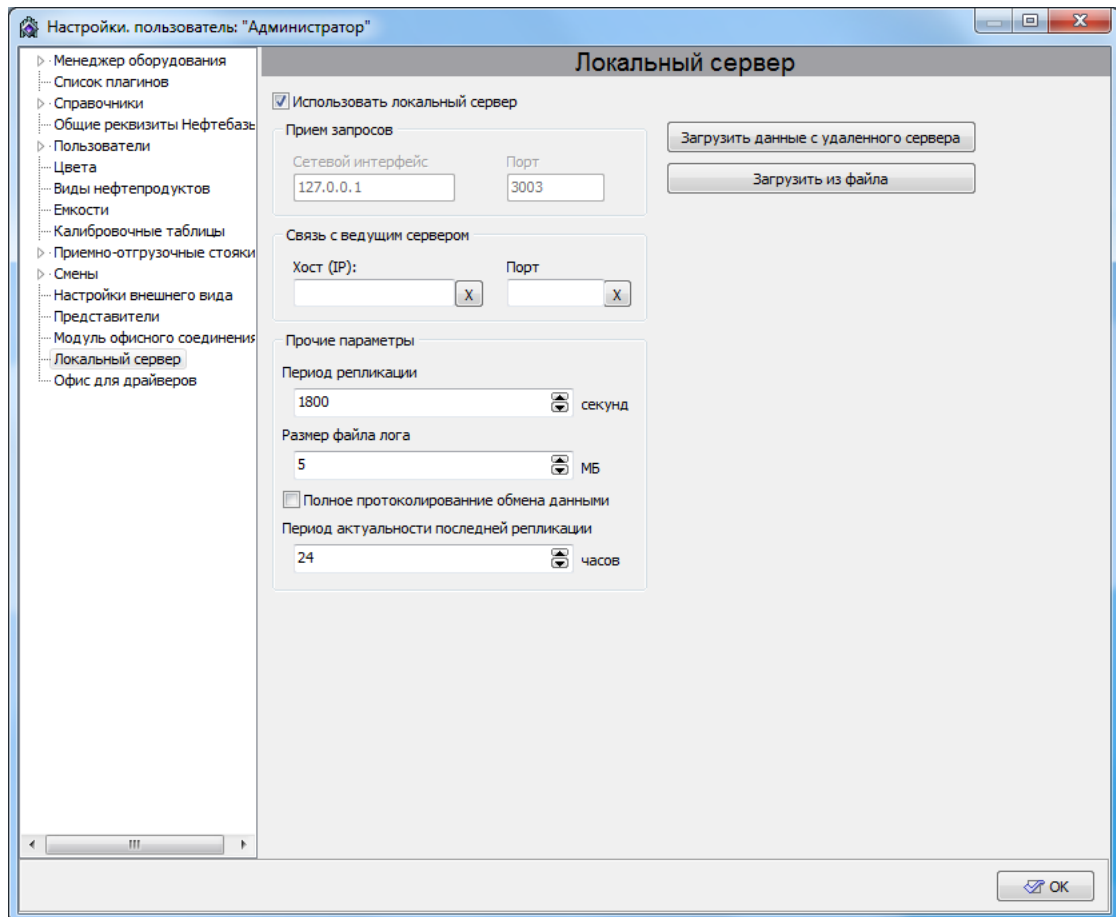 Настройки. пользователь: "Администратор"
Менеджер оборудования
Список плагинов
Справочники
Общие реквизиты Нефтебазь
Пользователи
Цвета
Виды нефтепродуктов
Емкости
Калибровочные таблицы
Приемно-отгрузочные стояки
Смены
Настройки внешнего вида
Представители
Модуль офисного соединения
Локальный сервер
Офис для драйверов
Локальный сервер
Использовать локальный сервер
Прием запросов
Сетевой интерфейс Порт
127.0.0.1 3003
Загрузить данные с удаленного сервера
Загрузить из файла
Связь с ведущим сервером
Хост (IP): Порт
X X
Прочие параметры
Период репликации
1800 секунд
Размер файла лога
5 МБ
Полное протоколированние обмена данными
Период актуальности последней репликации
24 часов
OK